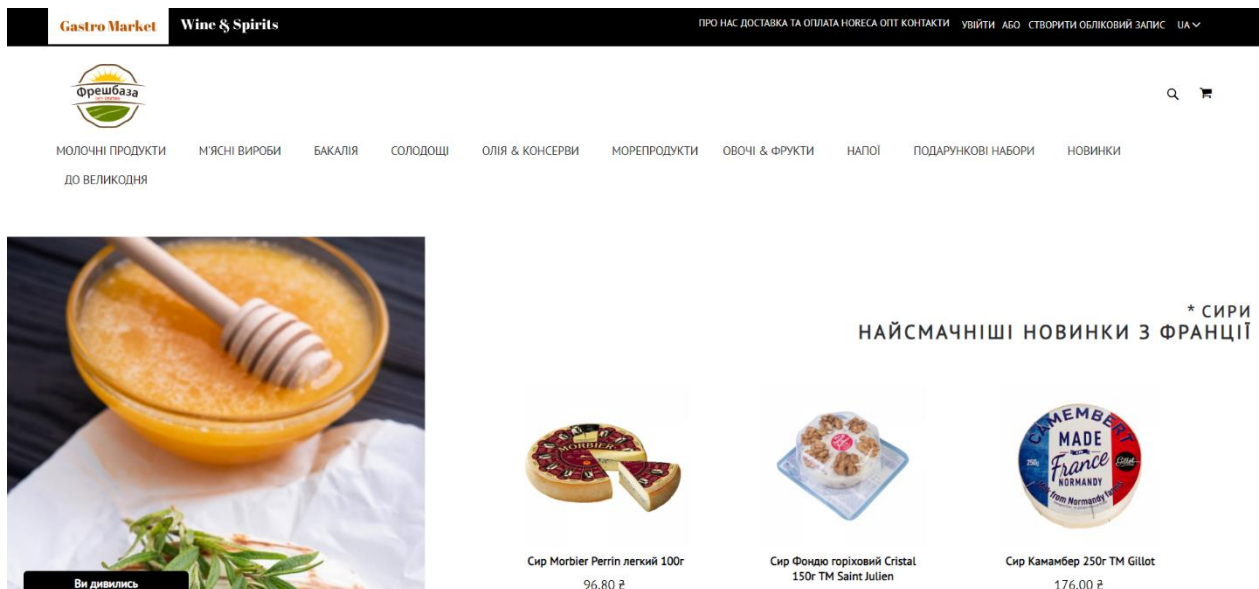 Gastro Market
Wine & Spirits
ПРО НАС ДОСТАВКА ТА ОПЛАТА HORECA ОПТ КОНТАКТИ УВІЙТИ АБО СТВОРИТИ ОБЛІКОВИЙ ЗАПИС UA
Фрешбаза
МОЛОЧНІ ПРОДУКТИ М'ЯСНІ ВИРОБИ БАКАЛІЯ СОЛОДОЩІ ОЛІЯ & КОНСЕРВИ МОРЕПРОДУКТИ ОВОЧІ & ФРУКТИ НАПОЇ ПОДАРУНКОВІ НАБОРИ НОВИНКИ
ДО ВЕЛИКОДНЯ
* СИРИ
НАЙСМАЧНІШІ НОВИНКИ З ФРАНЦІЇ
MORBIER
CAMEMBERT
MADE
IN
France
NORMANDY
250g
Gillot
from Normandy
Сир Morbier Perrin легкий 100г
96,80 ₴
Сир Фондю горіховий Cristal
150г ТМ Saint Julien
Сир Камамбер 250г ТМ Gillot
176,00 ₴
Ви дивились